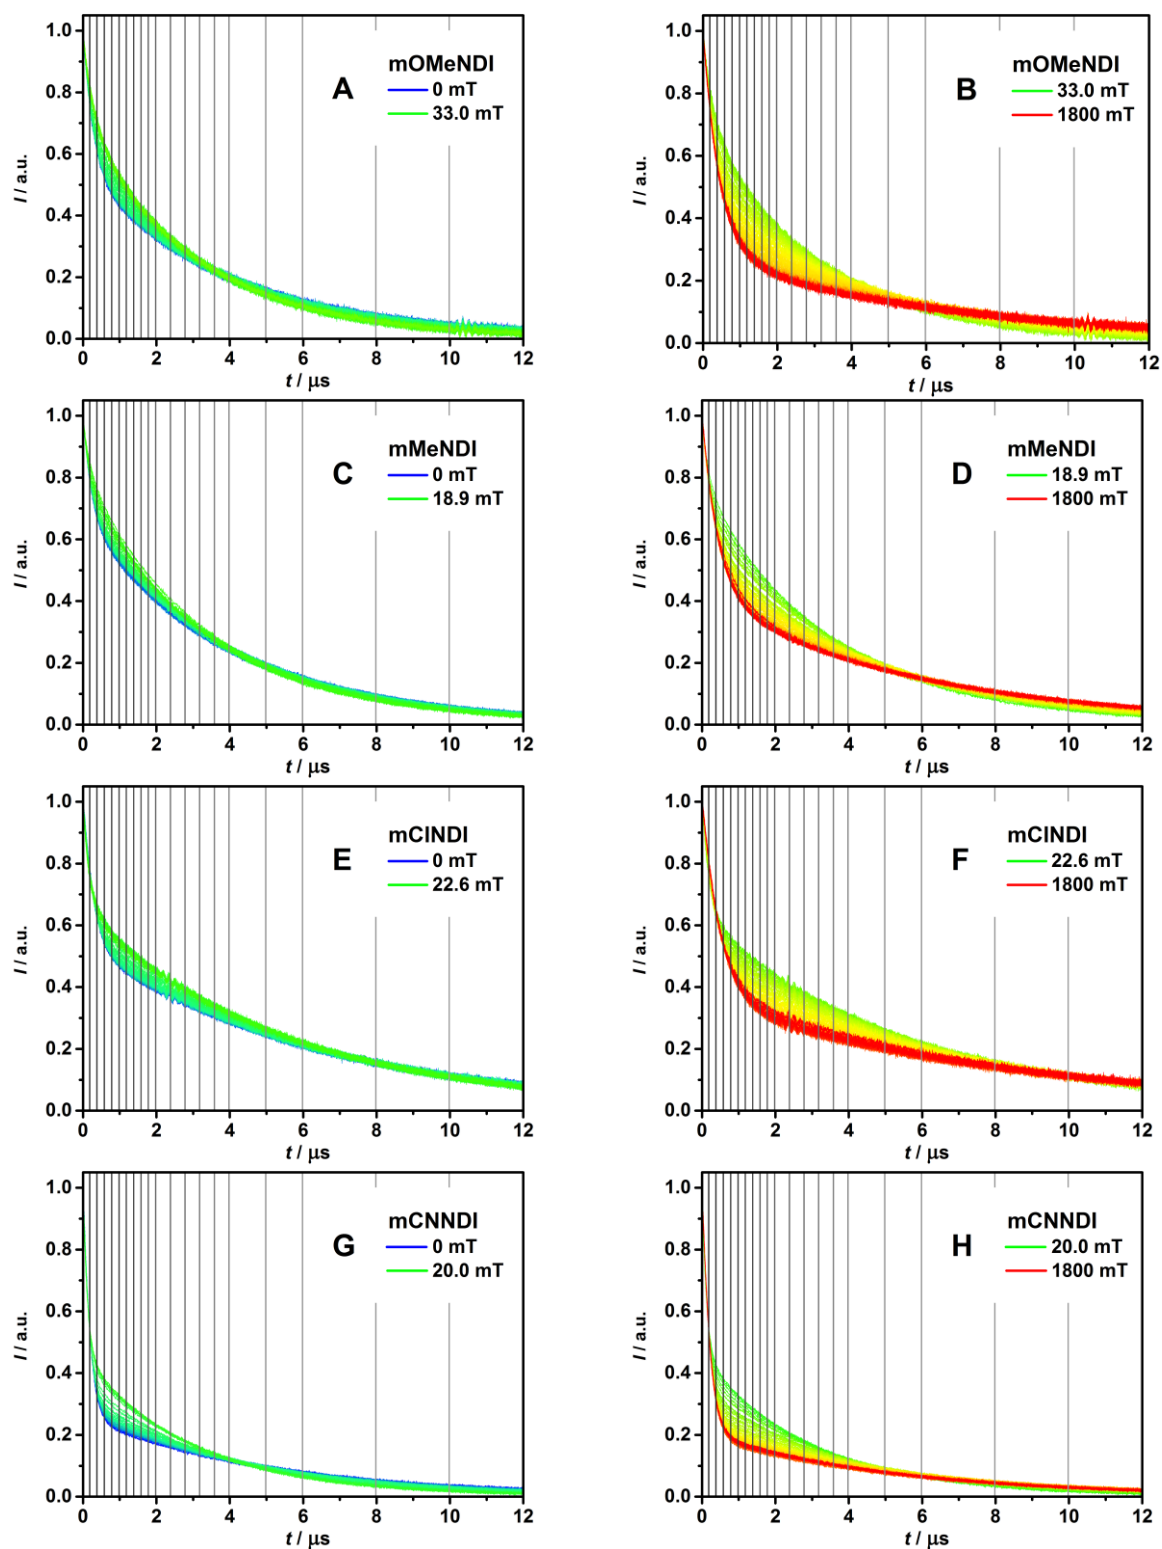 A
mOMeNDI
0 mT
33.0 mT
I / a.u.
1.0
0.8
0.6
0.4
0.2
0.0
0 2 4 6 8 10 12
t / μs
B
mOMeNDI
33.0 mT
1800 mT
I / a.u.
1.0
0.8
0.6
0.4
0.2
0.0
0 2 4 6 8 10 12
t / μs
C
mMeNDI
0 mT
18.9 mT
I / a.u.
1.0
0.8
0.6
0.4
0.2
0.0
0 2 4 6 8 10 12
t / μs
D
mMeNDI
18.9 mT
1800 mT
I / a.u.
1.0
0.8
0.6
0.4
0.2
0.0
0 2 4 6 8 10 12
t / μs
E
mClNDI
0 mT
22.6 mT
I / a.u.
1.0
0.8
0.6
0.4
0.2
0.0
0 2 4 6 8 10 12
t / μs
F
mClNDI
22.6 mT
1800 mT
I / a.u.
1.0
0.8
0.6
0.4
0.2
0.0
0 2 4 6 8 10 12
t / μs
G
mCNNDI
0 mT
20.0 mT
I / a.u.
1.0
0.8
0.6
0.4
0.2
0.0
0 2 4 6 8 10 12
t / μs
H
mCNNDI
20.0 mT
1800 mT
I / a.u.
1.0
0.8
0.6
0.4
0.2
0.0
0 2 4 6 8 10 12
t / μs